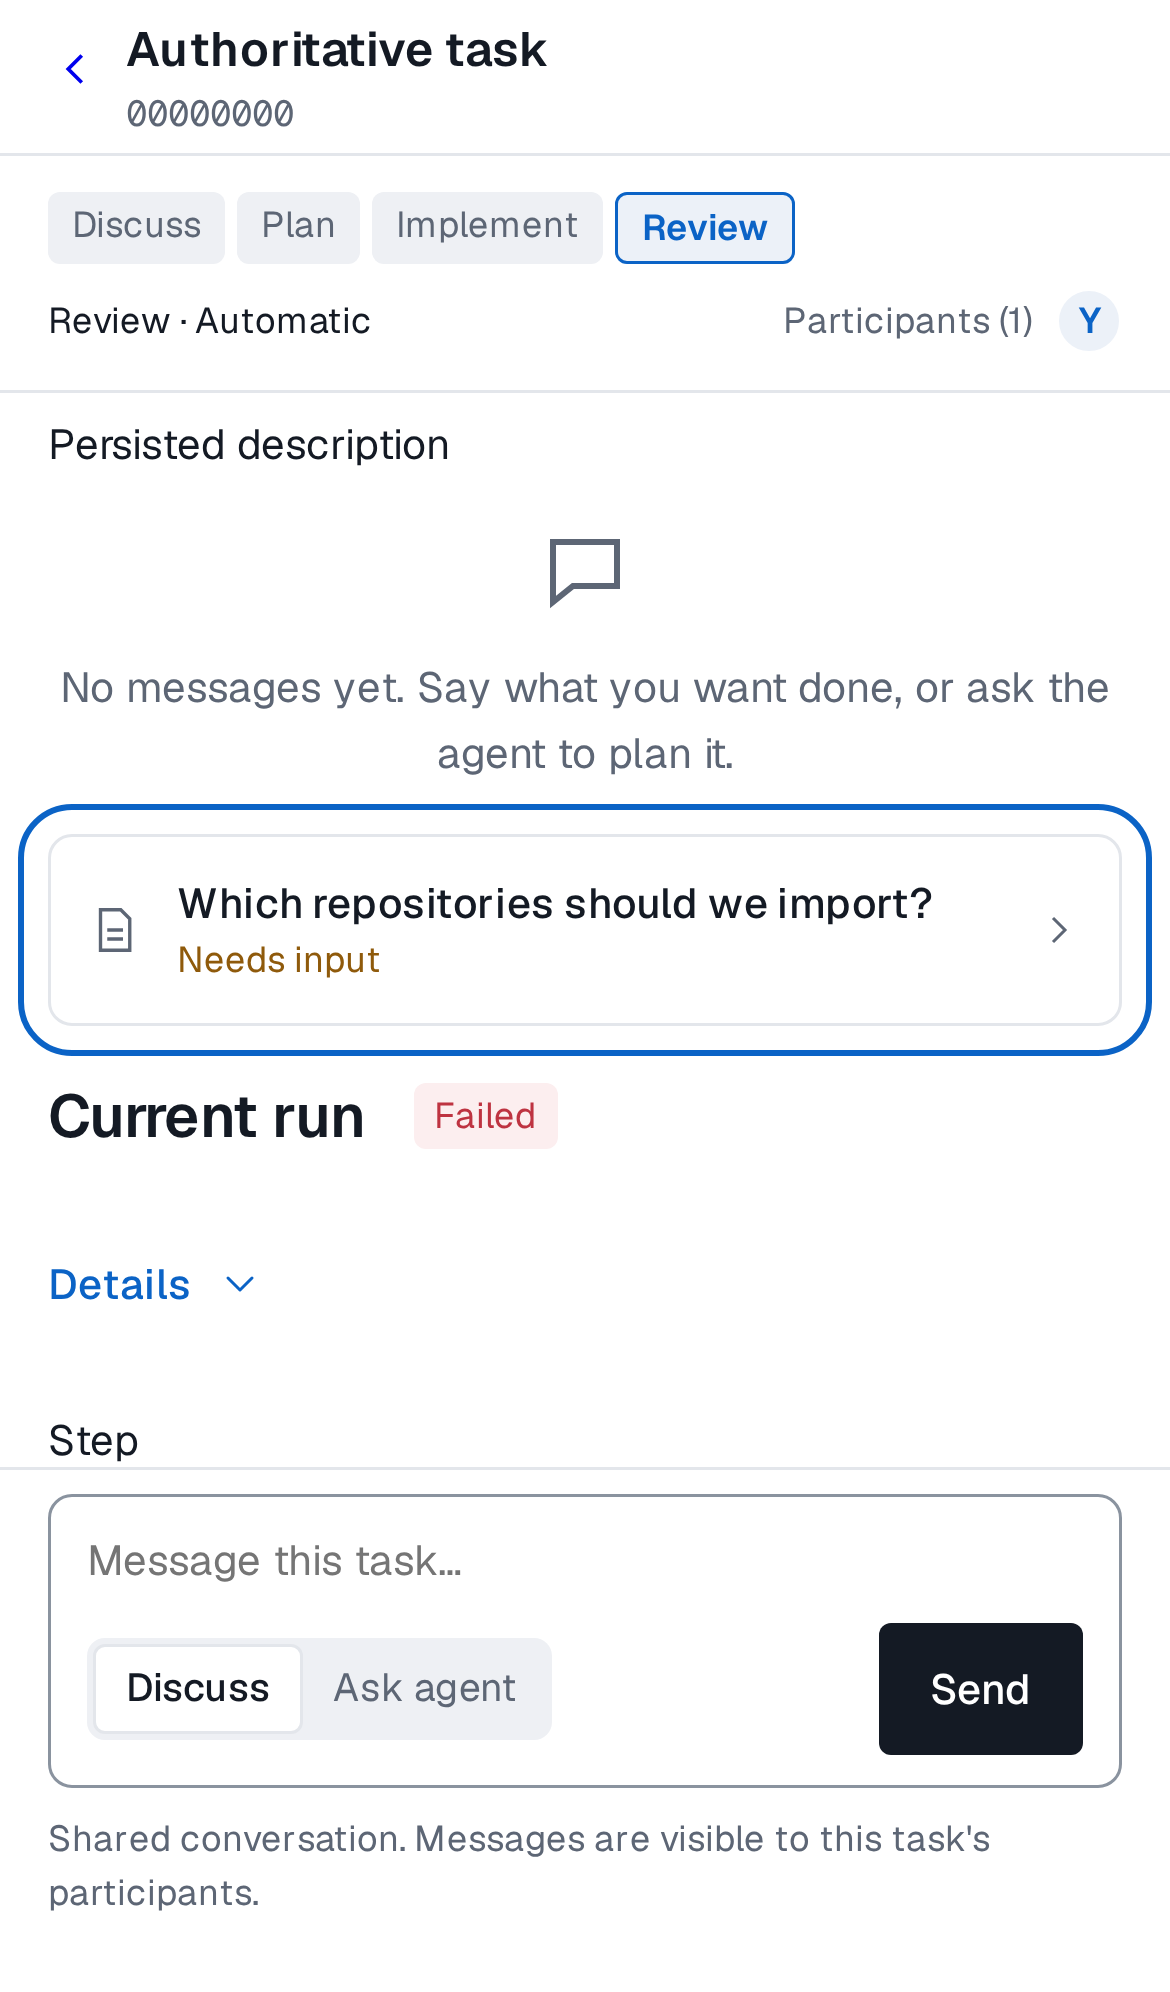 Authoritative task
00000000
Discuss Plan Implement Review
Review · Automatic Participants (1) Y
Persisted description
No messages yet. Say what you want done, or ask the
agent to plan it.
Which repositories should we import?
Needs input
Current run Failed
Details
Step
Message this task...
Discuss Ask agent Send
Shared conversation. Messages are visible to this task's
participants.